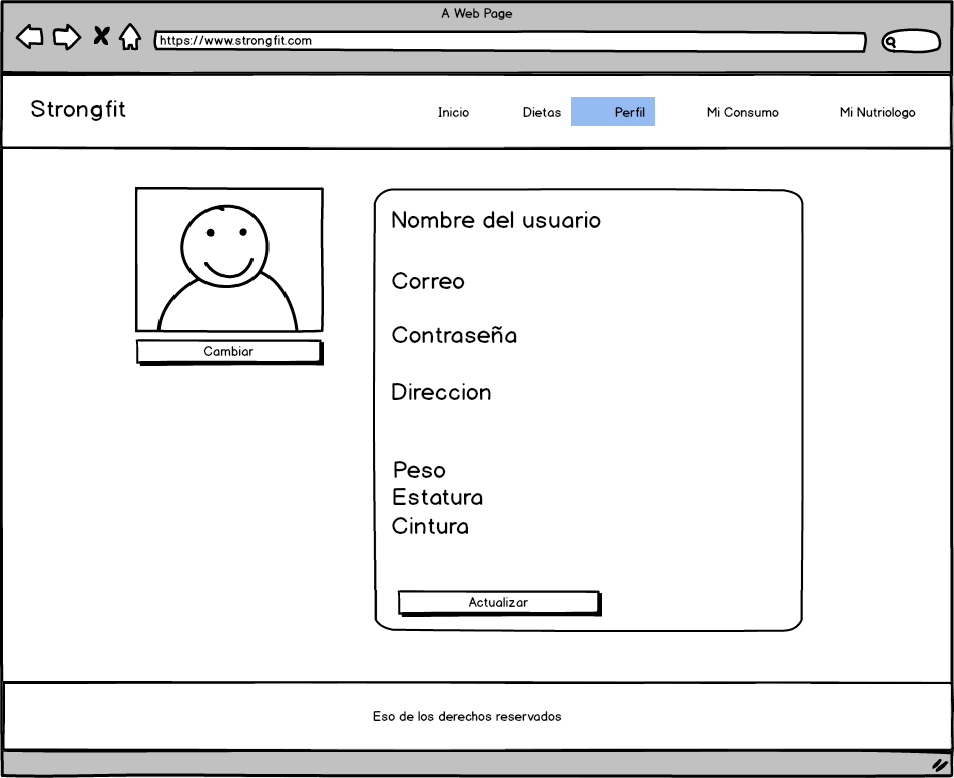 A Web Page
https://www.strongfit.com
Strongfit
Inicio
Dietas
Perfil
Mi Consumo
Mi Nutriologo
Nombre del usuario
Correo
Contraseña
Direccion
Cambiar
Peso
Estatura
Cintura
Actualizar
Eso de los derechos reservados